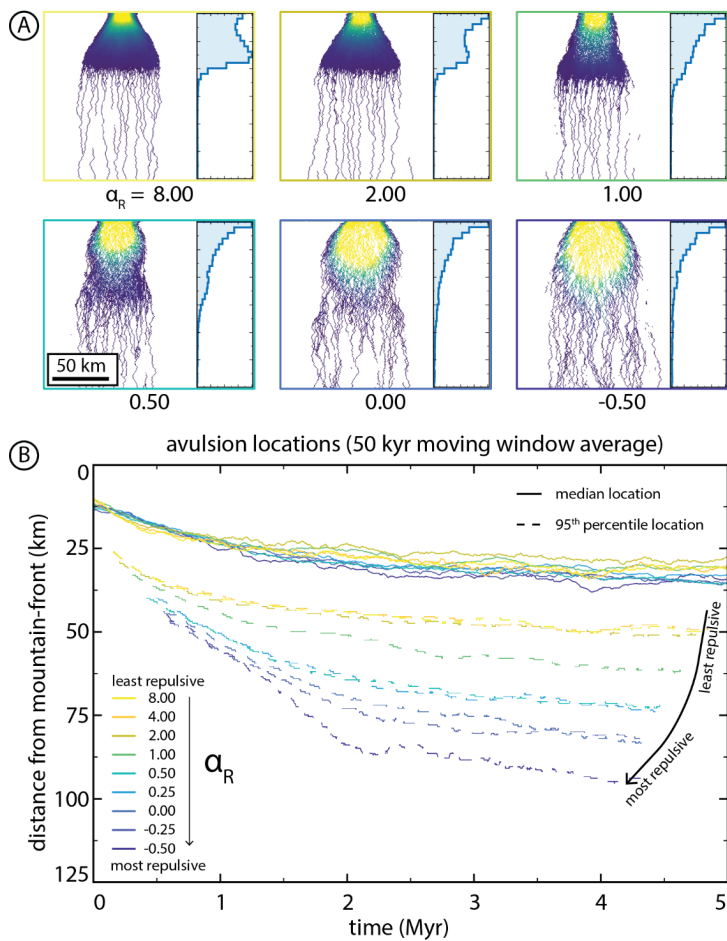 A
α_R = 8.00
2.00
1.00
50 km
0.50
0.00
-0.50
B
avulsion locations (50 kyr moving window average)
median location
95th percentile location
0
25
50
75
100
125
distance from mountain-front (km)
least repulsive
8.00
4.00
2.00
1.00
0.50
0.25
0.00
-0.25
-0.50
α_R
most repulsive
least repulsive
most repulsive
0
1
2
3
4
5
time (Myr)